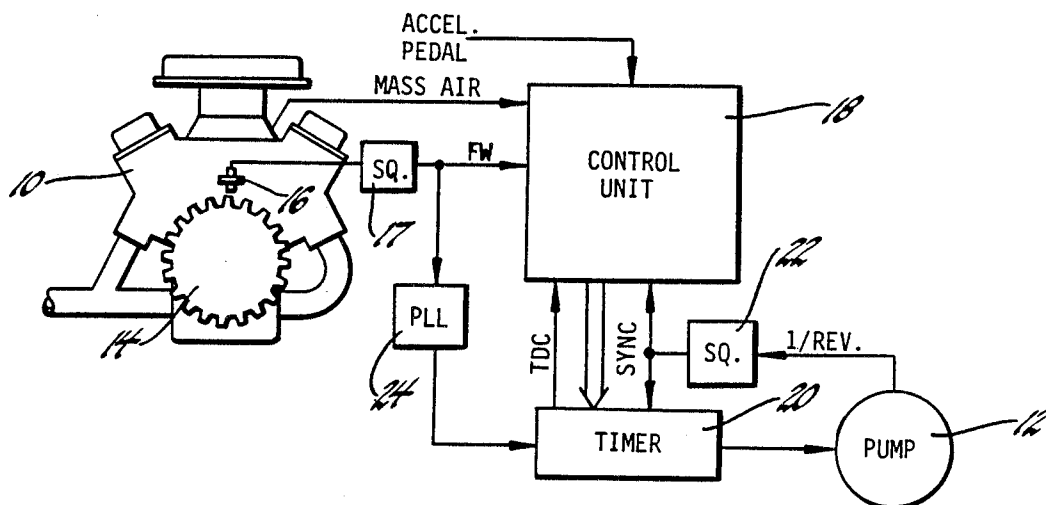 ACCEL.
PEDAL
MASS AIR
18
CONTROL
UNIT
10
16
SQ.
FW
17
22
14
PLL
24
TDC
SYNC
SQ.
1/REV.
20
TIMER
PUMP
12